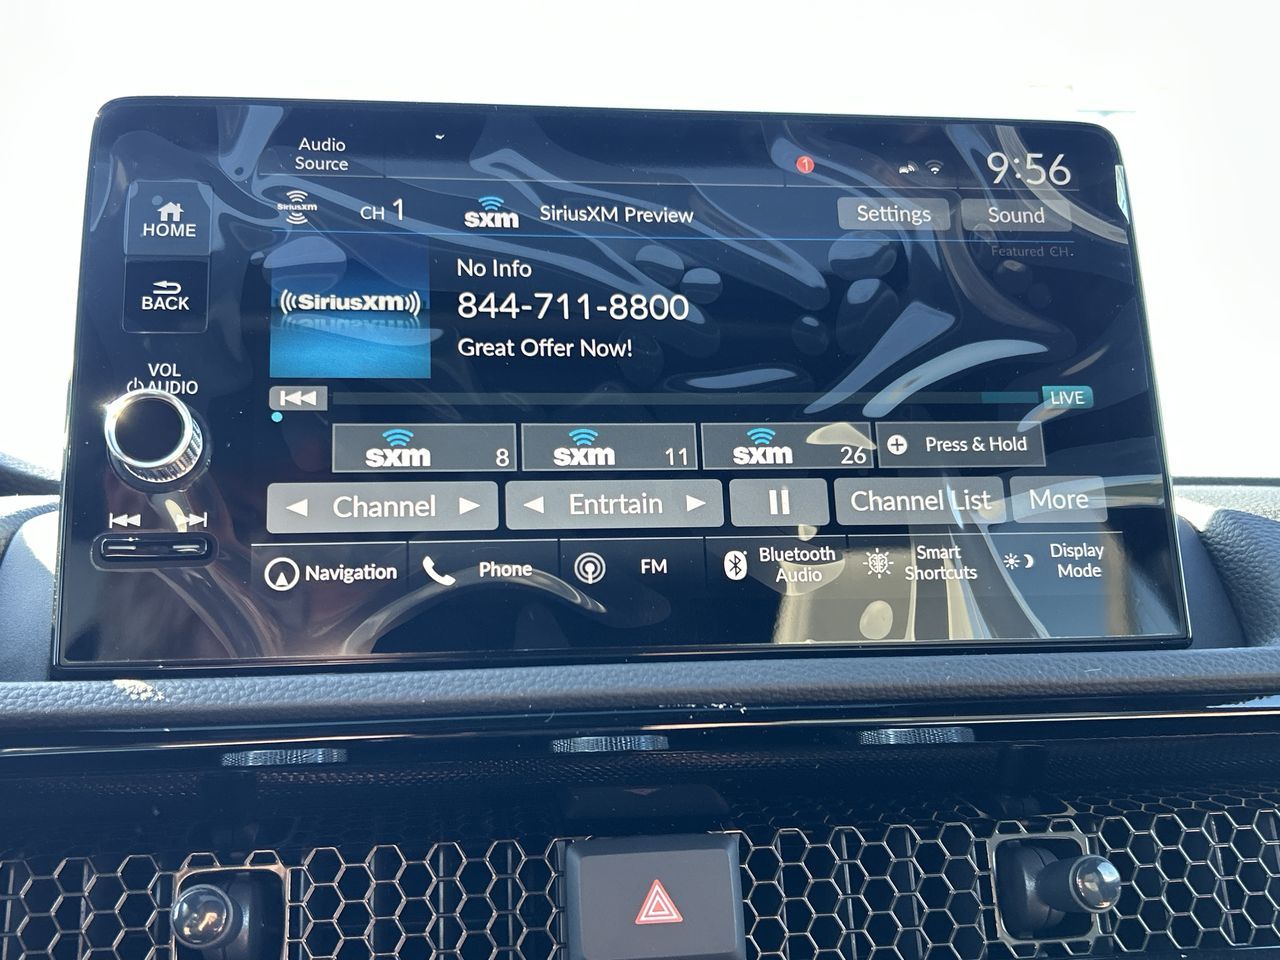 Audio
Source
1
9:56
HOME
SiriusXM
CH 1
sxm
SiriusXM Preview
Settings
Sound
Featured CH.
BACK
((SiriusXM))
No Info
844-711-8800
Great Offer Now!
VOL
AUDIO
LIVE
sxm 8
sxm 11
sxm 26
Press & Hold
Channel
Entrtain
Channel List
More
Navigation
Phone
FM
Bluetooth
Audio
Smart
Shortcuts
Display
Mode